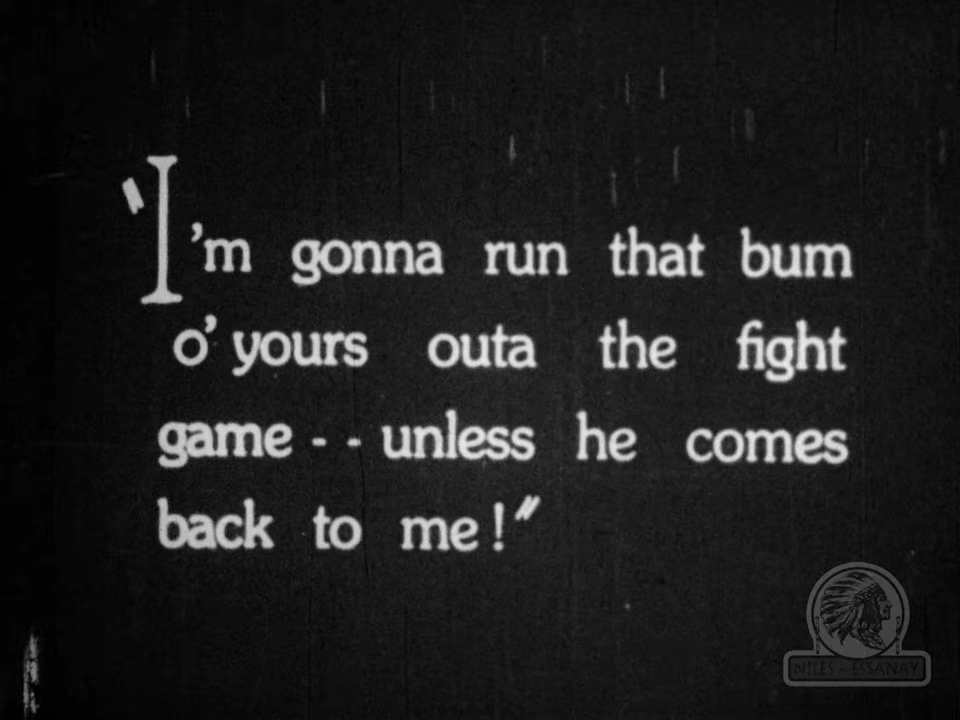 "I'm gonna run that bum
o' yours outa the fight
game - - unless he comes
back to me!"
NILES - ESSANAY